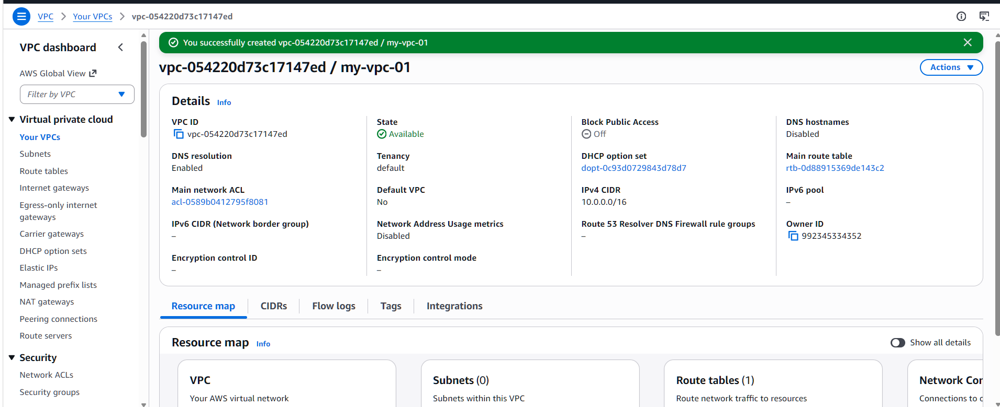 VPC
Your VPCs
vpc-054220d73c17147ed
VPC dashboard
AWS Global View
Filter by VPC
Virtual private cloud
Your VPCs
Subnets
Route tables
Internet gateways
Egress-only internet
gateways
Carrier gateways
DHCP option sets
Elastic IPs
Managed prefix lists
NAT gateways
Peering connections
Route servers
Security
Network ACLs
Security groups
You successfully created vpc-054220d73c17147ed / my-vpc-01
vpc-054220d73c17147ed / my-vpc-01
Actions
Details Info
VPC ID
vpc-054220d73c17147ed
State
Available
Block Public Access
Off
DNS hostnames
Disabled
DNS resolution
Enabled
Tenancy
default
DHCP option set
dopt-0c93d0729843d78d7
Main route table
rtb-0d88915369de143c2
Main network ACL
acl-0589b0412795f8081
Default VPC
No
IPv4 CIDR
10.0.0.0/16
IPv6 pool
–
IPv6 CIDR (Network border group)
–
Network Address Usage metrics
Disabled
Route 53 Resolver DNS Firewall rule groups
–
Owner ID
992345334352
Encryption control ID
–
Encryption control mode
–
Resource map
CIDRs
Flow logs
Tags
Integrations
Resource map Info
Show all details
VPC
Your AWS virtual network
Subnets (0)
Subnets within this VPC
Route tables (1)
Route network traffic to resources
Network Cor
Connections to c